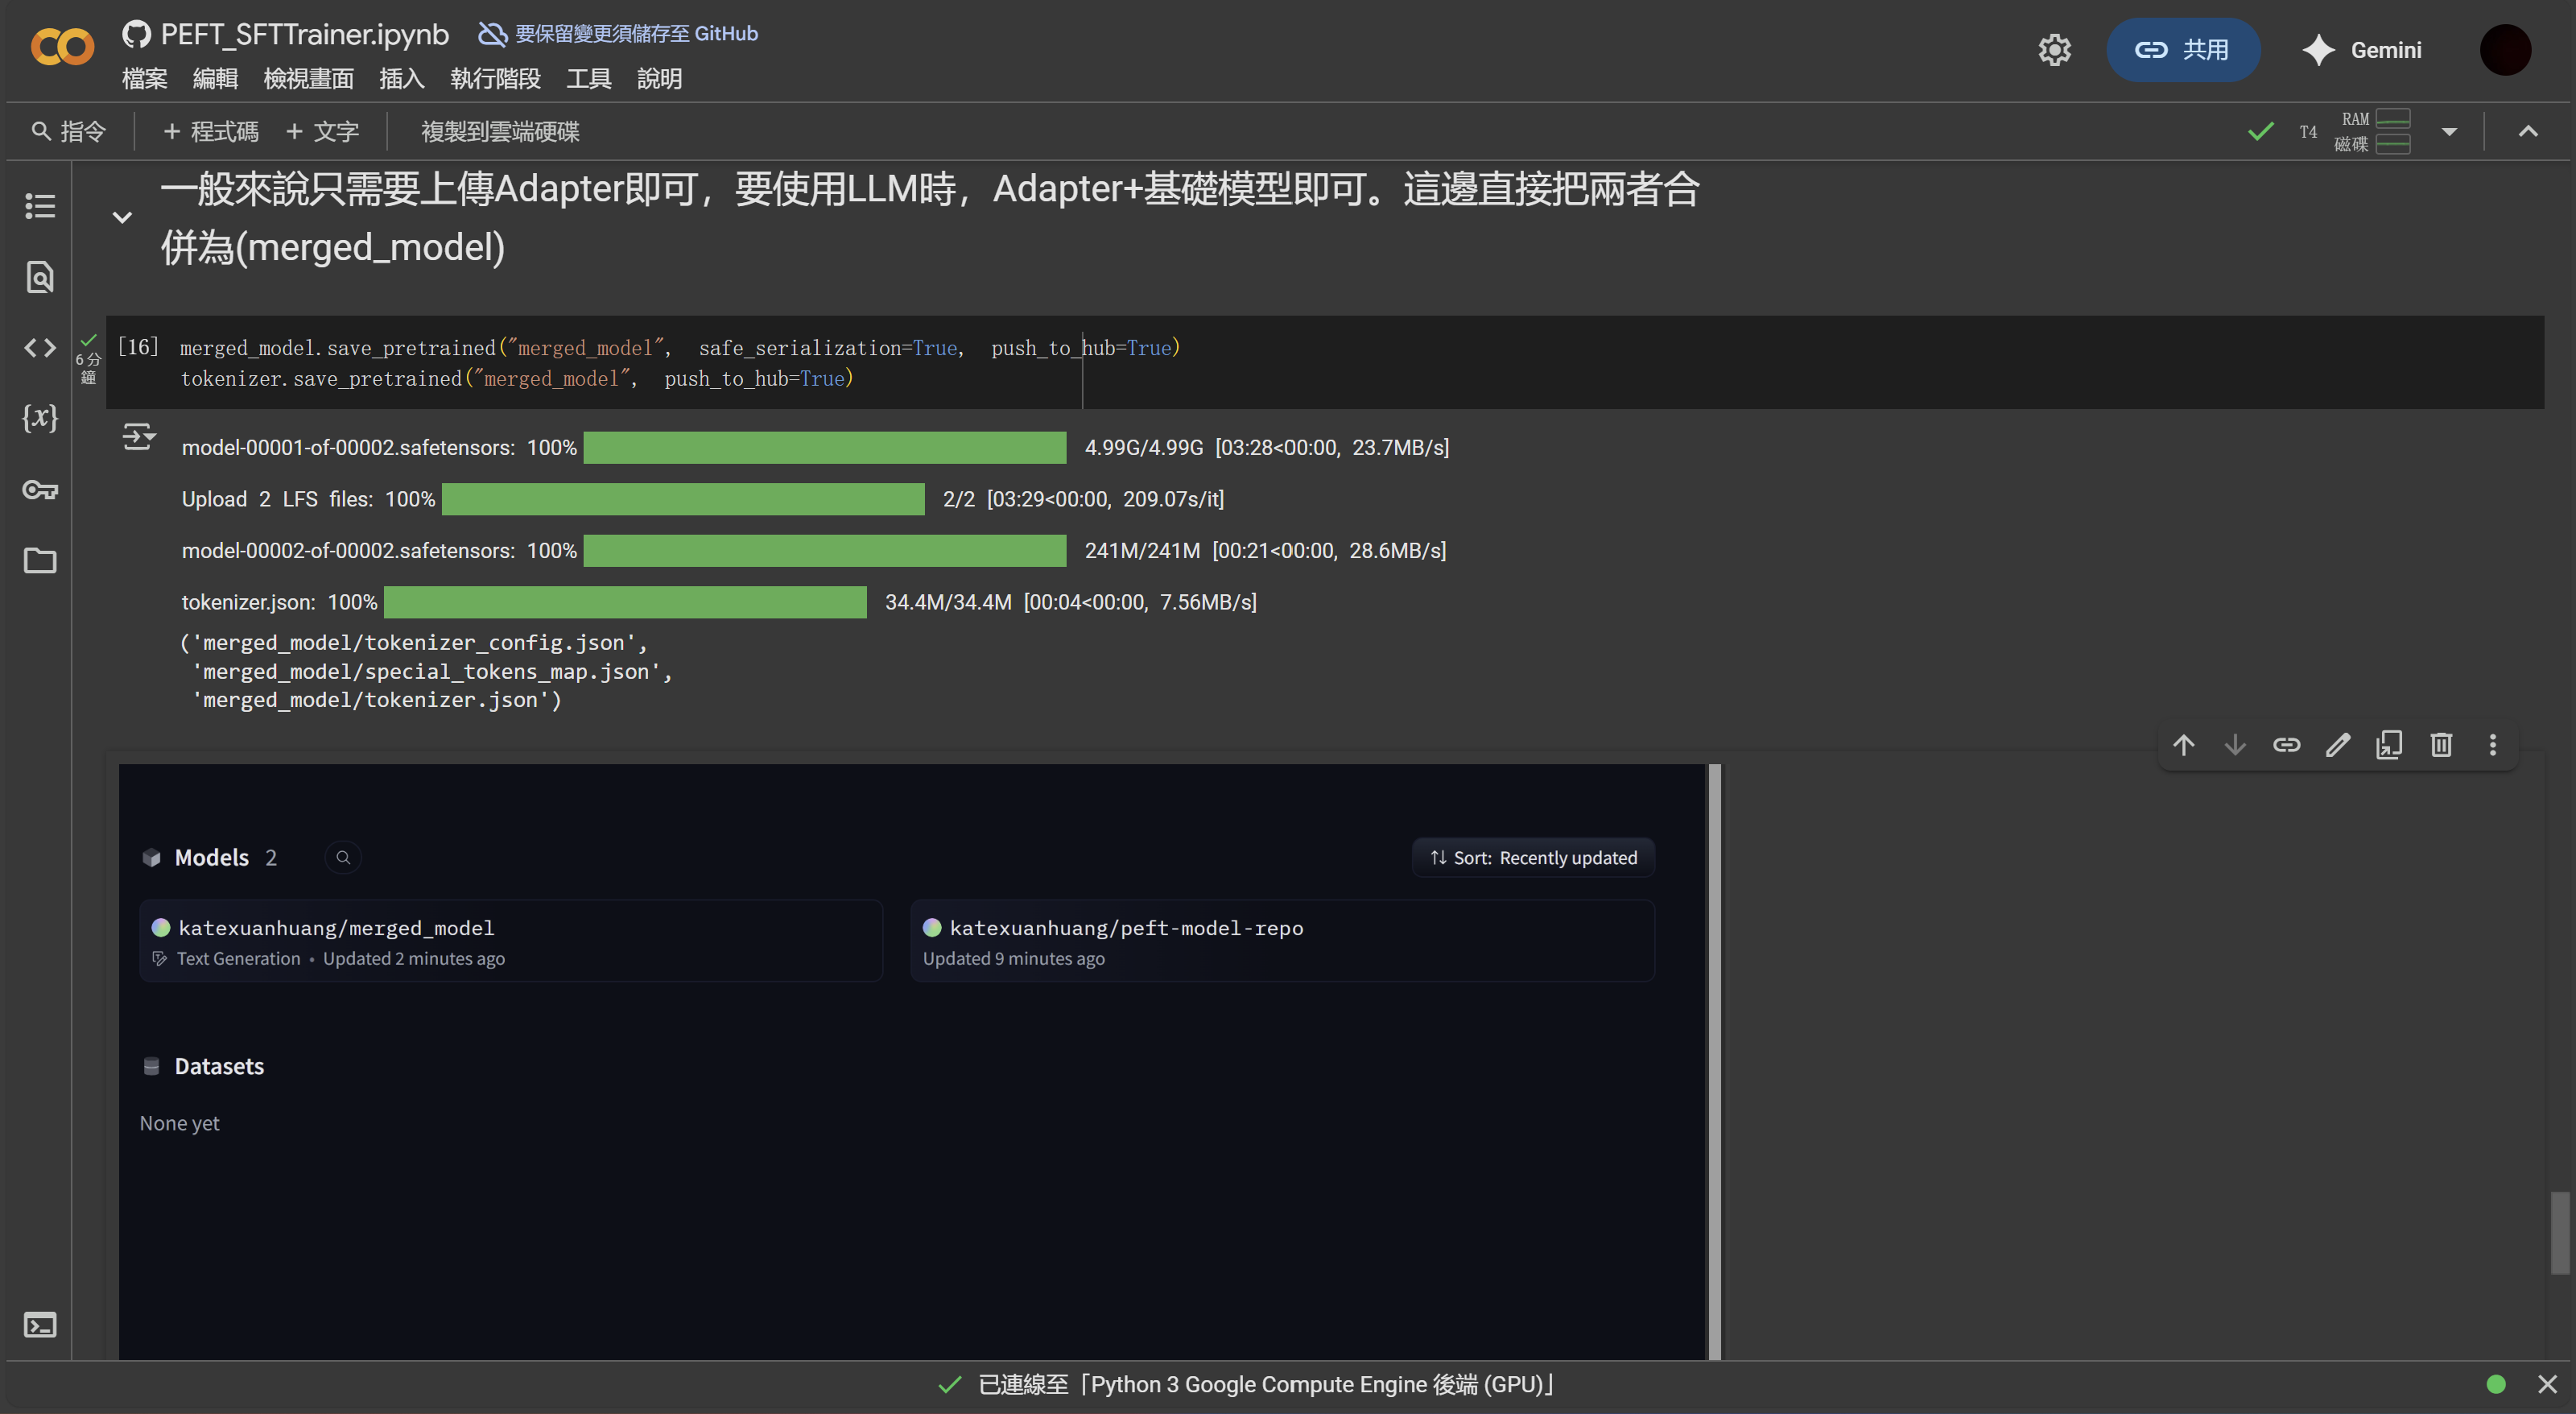 PEFT_SFTTrainer.ipynb 要保留變更須儲存至 GitHub
共用 Gemini
檔案 編輯 檢視畫面 插入 執行階段 工具 說明
指令 + 程式碼 + 文字 複製到雲端硬碟
T4 RAM
磁碟
一般來說只需要上傳Adapter即可，要使用LLM時，Adapter+基礎模型即可。這邊直接把兩者合
併為(merged_model)
6 分
鐘
[16] merged_model.save_pretrained("merged_model", safe_serialization=True, push_to_hub=True)
tokenizer.save_pretrained("merged_model", push_to_hub=True)
model-00001-of-00002.safetensors: 100% 4.99G/4.99G [03:28<00:00, 23.7MB/s]
Upload 2 LFS files: 100% 2/2 [03:29<00:00, 209.07s/it]
model-00002-of-00002.safetensors: 100% 241M/241M [00:21<00:00, 28.6MB/s]
tokenizer.json: 100% 34.4M/34.4M [00:04<00:00, 7.56MB/s]
('merged_model/tokenizer_config.json',
'merged_model/special_tokens_map.json',
'merged_model/tokenizer.json')
Models 2 Sort: Recently updated
katexuanhuang/merged_model
Text Generation • Updated 2 minutes ago
katexuanhuang/peft-model-repo
Updated 9 minutes ago
Datasets
None yet
已連線至「Python 3 Google Compute Engine 後端 (GPU)」